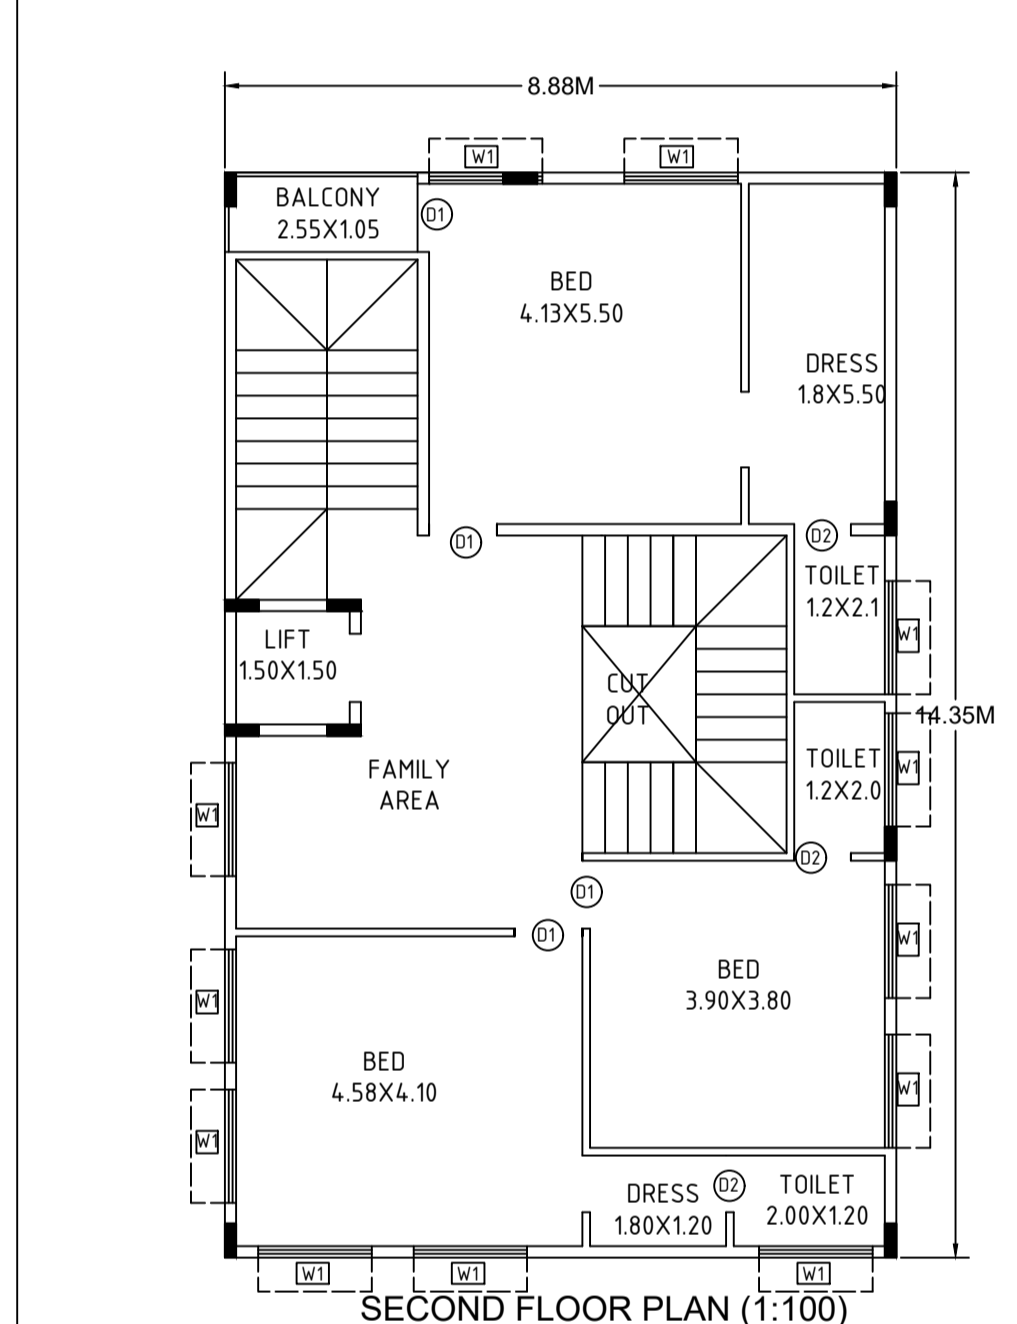 8.88M
W1
W1
BALCONY
2.55X1.05
D1
BED
4.13X5.50
DRESS
1.8X5.50
D1
D2
TOILET
1.2X2.1
W1
LIFT
1.50X1.50
CUT
OUT
14.35M
TOILET
1.2X2.0
W1
FAMILY
AREA
W1
D2
D1
D1
W1
BED
3.90X3.80
W1
BED
4.58X4.10
W1
W1
DRESS
1.80X1.20
D2
TOILET
2.00X1.20
W1
W1
W1
SECOND FLOOR PLAN (1:100)